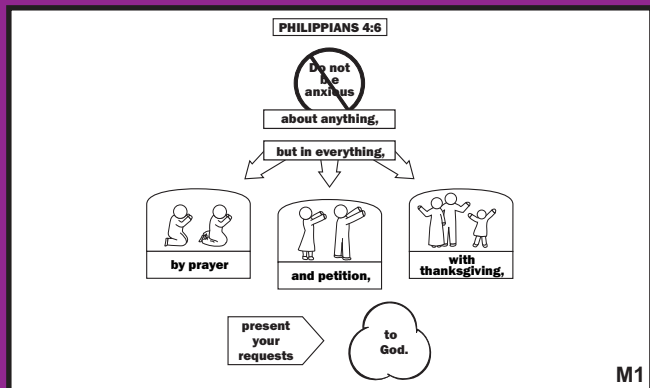 PHILIPPIANS 4:6
Do not
be
anxious
about anything,
but in everything,
by prayer
and petition,
with
thanksgiving,
present
your
requests
to
God.
M1